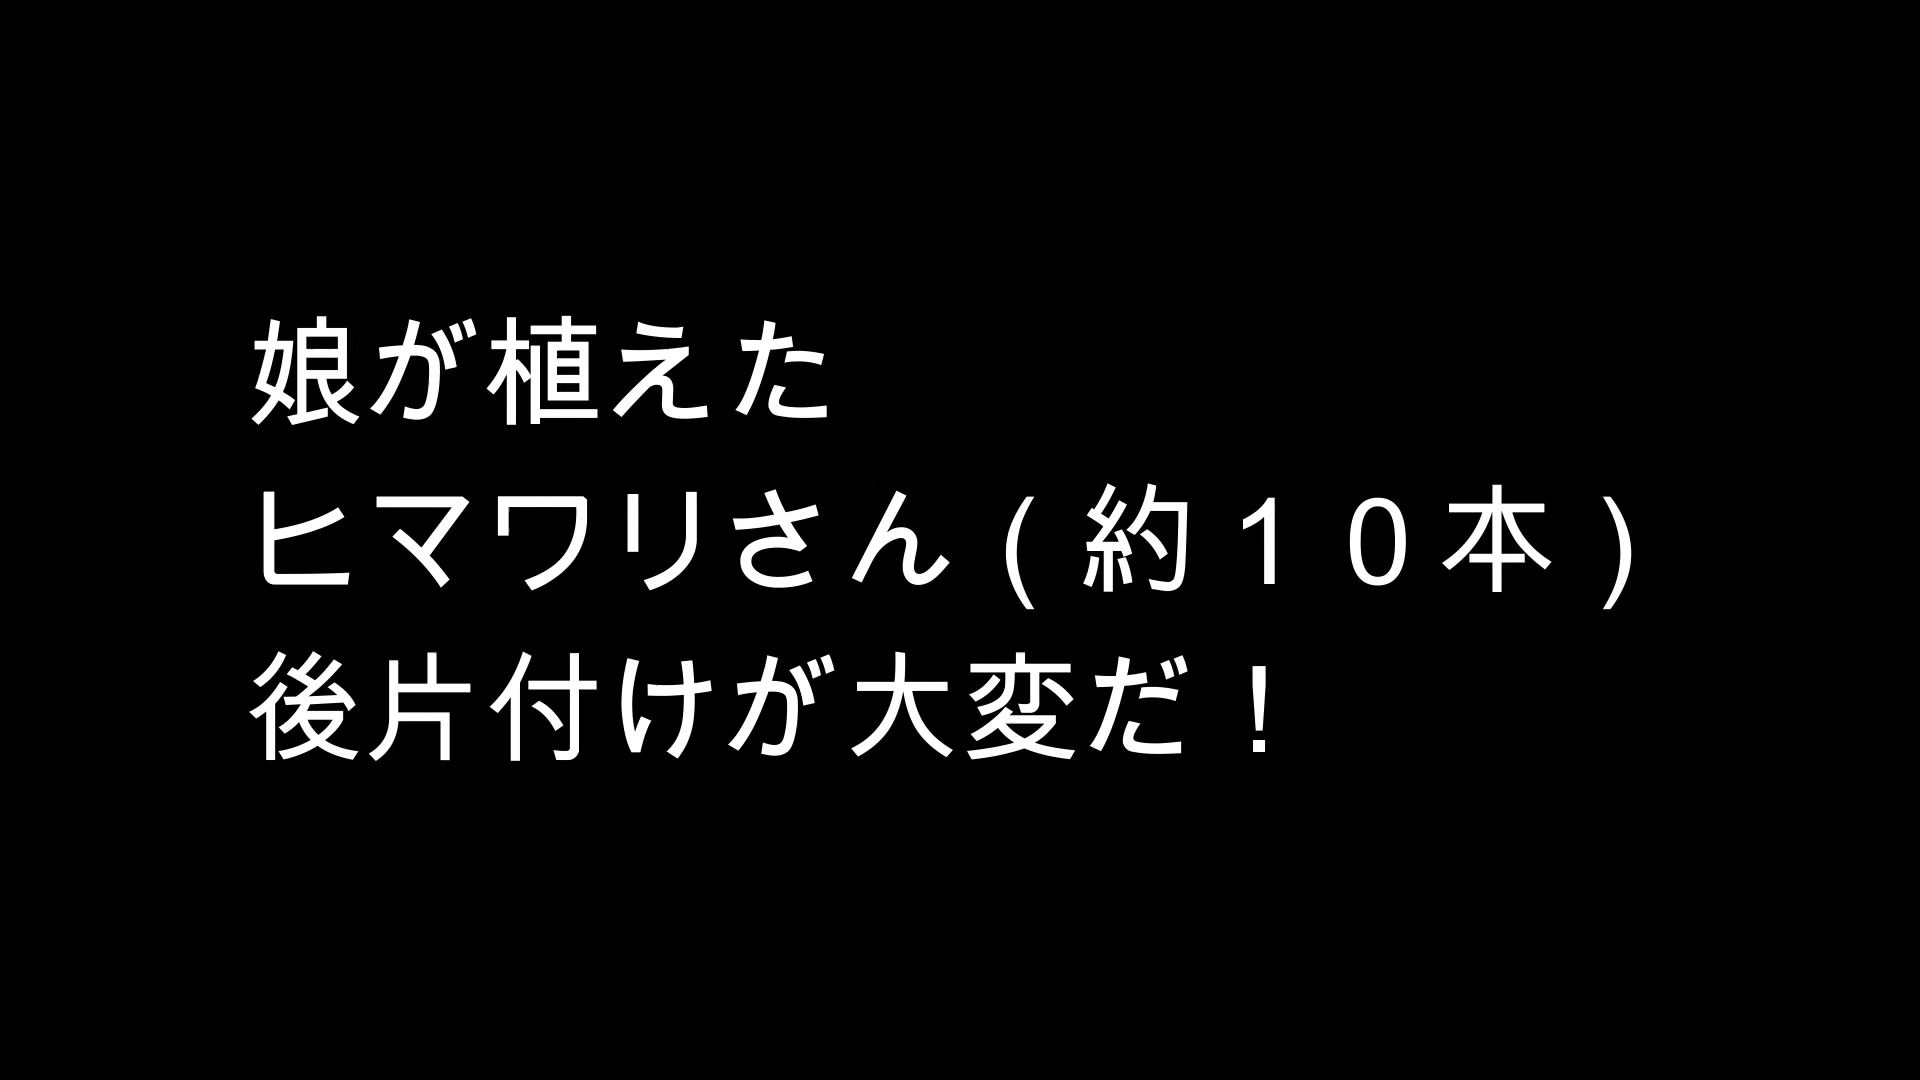 娘が植えた
ヒマワリさん(約１０本)
後片付けが大変だ！